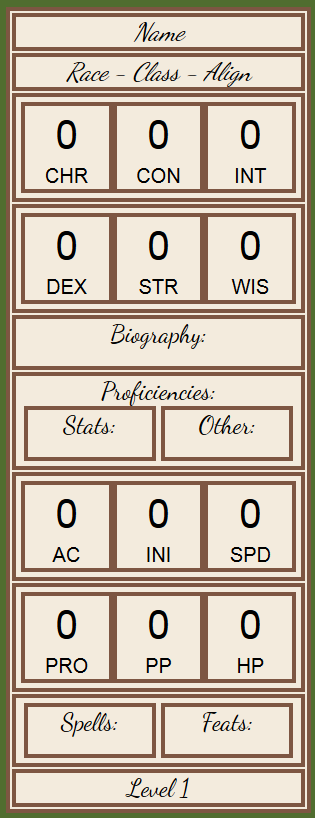 Name
Race - Class - Align
0 0 0
CHR CON INT
0 0 0
DEX STR WIS
Biography:
Proficiencies:
Stats: Other:
0 0 0
AC INI SPD
0 0 0
PRO PP HP
Spells: Feats:
Level 1